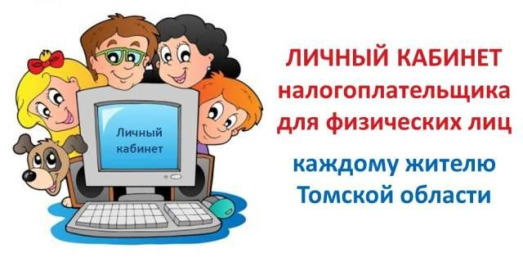 Личный
кабинет
ЛИЧНЫЙ КАБИНЕТ
налогоплательщика
для физических лиц
каждому жителю
Томской области